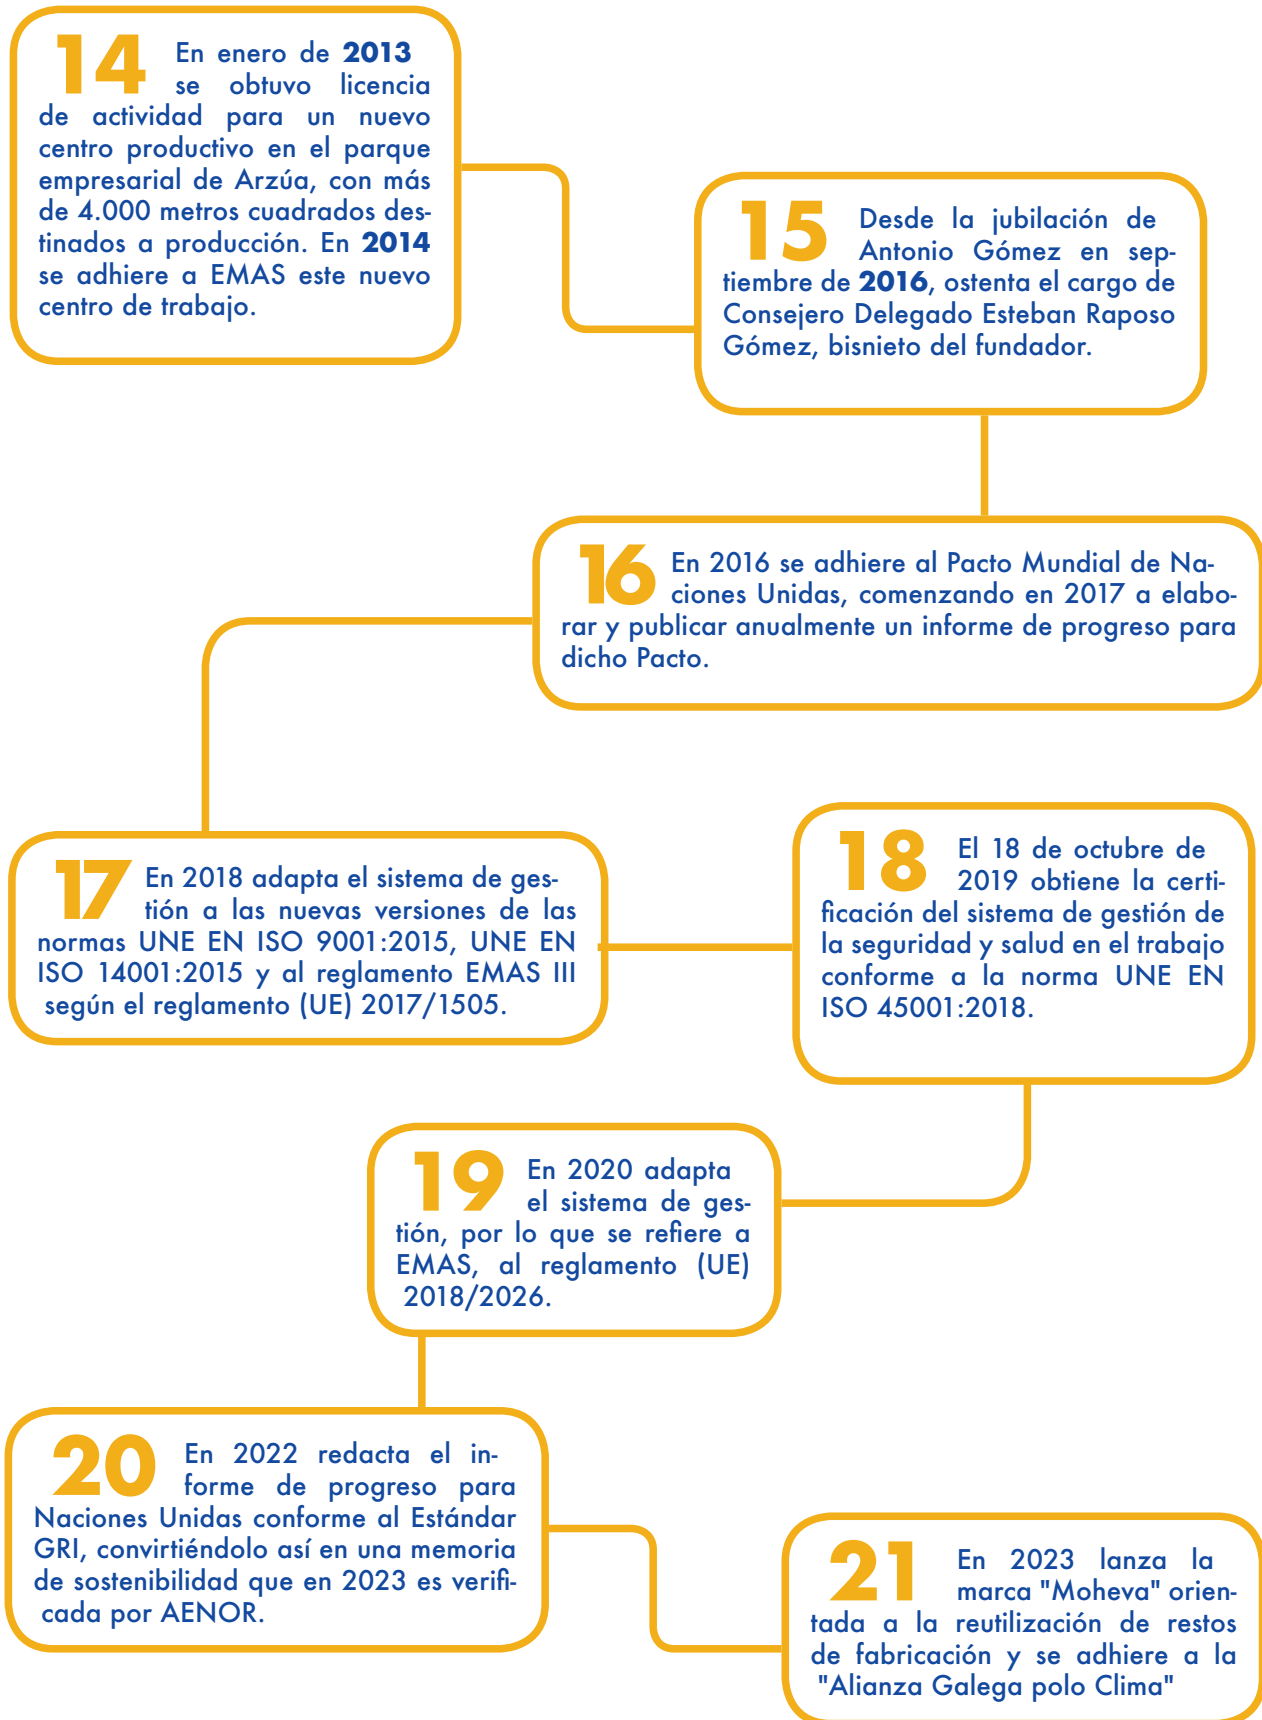 14 En enero de 2013
se obtuvo licencia
de actividad para un nuevo
centro productivo en el parque
empresarial de Arzúa, con más
de 4.000 metros cuadrados des-
tinados a producción. En 2014
se adhiere a EMAS este nuevo
centro de trabajo.
15 Desde la jubilación de
Antonio Gómez en sep-
tiembre de 2016, ostenta el cargo de
Consejero Delegado Esteban Raposo
Gómez, bisnieto del fundador.
16 En 2016 se adhiere al Pacto Mundial de Na-
ciones Unidas, comenzando en 2017 a elabo-
rar y publicar anualmente un informe de progreso para
dicho Pacto.
17 En 2018 adapta el sistema de ges-
tión a las nuevas versiones de las
normas UNE EN ISO 9001:2015, UNE EN
ISO 14001:2015 y al reglamento EMAS III
según el reglamento (UE) 2017/1505.
18 El 18 de octubre de
2019 obtiene la certi-
ficación del sistema de gestión de
la seguridad y salud en el trabajo
conforme a la norma UNE EN
ISO 45001:2018.
19 En 2020 adapta
el sistema de ges-
tión, por lo que se refiere a
EMAS, al reglamento (UE)
2018/2026.
20 En 2022 redacta el in-
forme de progreso para
Naciones Unidas conforme al Estándar
GRI, convirtiéndolo así en una memoria
de sostenibilidad que en 2023 es verifi-
cada por AENOR.
21 En 2023 lanza la
marca "Moheva" orien-
tada a la reutilización de restos
de fabricación y se adhiere a la
"Alianza Galega polo Clima"